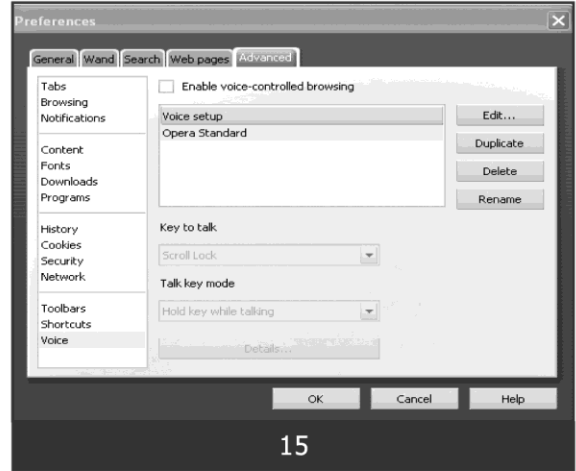 Preferences
General Wand Search Web pages Advanced
Tabs
Browsing
Notifications
Content
Fonts
Downloads
Programs
History
Cookies
Security
Network
Toolbars
Shortcuts
Voice
Enable voice-controlled browsing
Voice setup
Opera Standard
Edit...
Duplicate
Delete
Rename
Key to talk
Scroll Lock
Talk key mode
Hold key while talking
Details...
OK Cancel Help
15